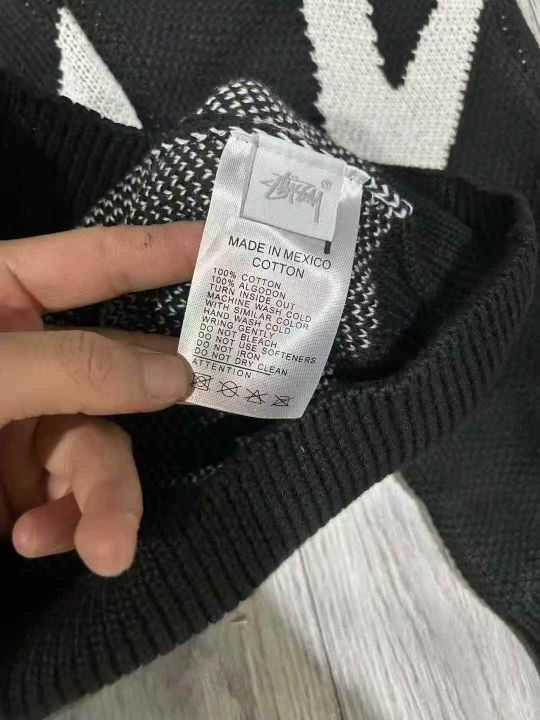 STÜSSY ®
MADE IN MEXICO
COTTON
100% COTTON
100% ALGODON
TURN INSIDE OUT
MACHINE WASH COLD
WITH SIMILAR COLOR
HAND WASH COLD
WRING GENTLY
DO NOT BLEACH
DO NOT USE SOFTENERS
DO NOT IRON
DO NOT DRY CLEAN
ATTENTION